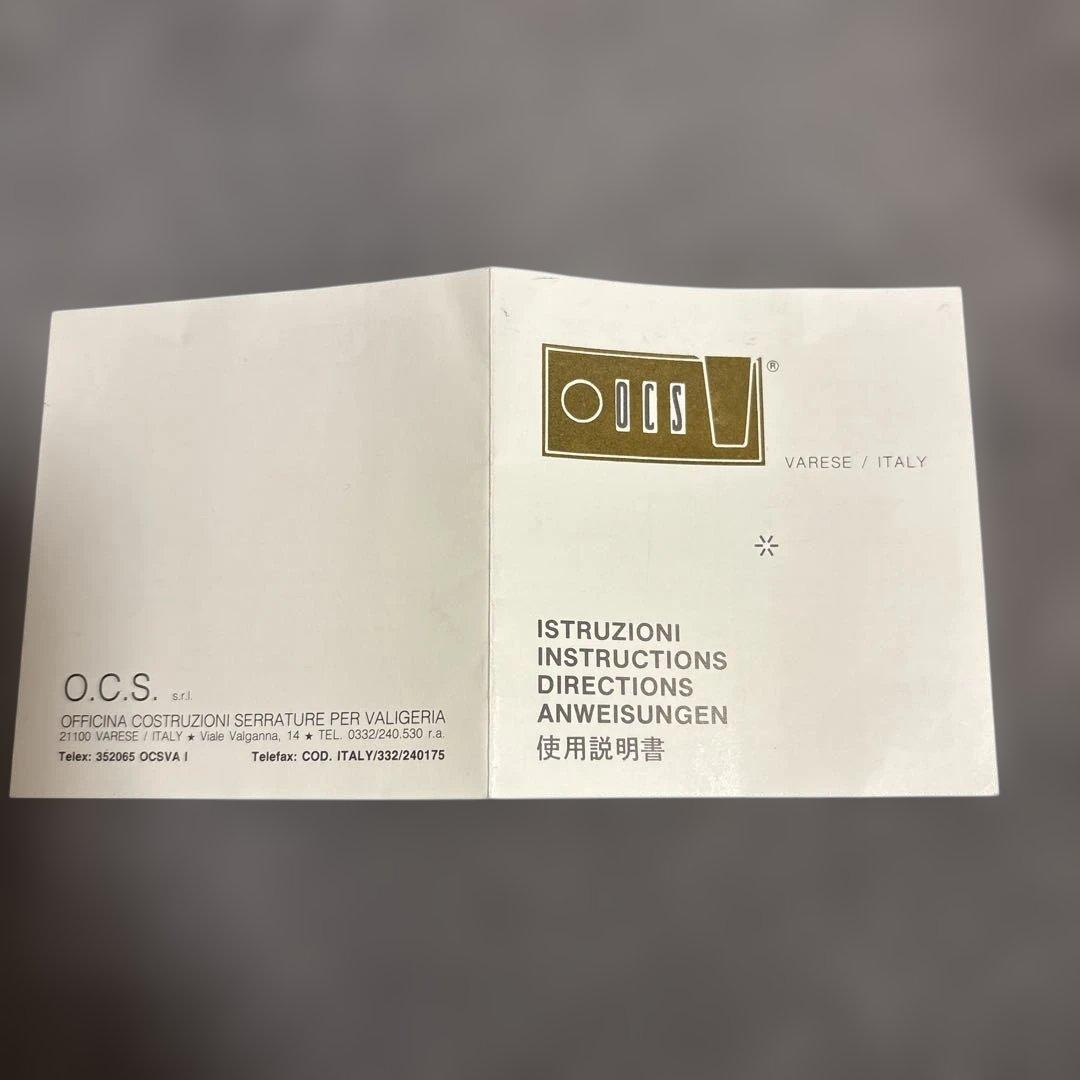 O.C.S. s.r.l.
OFFICINA COSTRUZIONI SERRATURE PER VALIGERIA
21100 VARESE / ITALY ★ Viale Valganna, 14 ★ TEL. 0332/240.530 r.a.
Telex: 352065 OCSVA I Telefax: COD. ITALY/332/240175
OCS ®
VARESE / ITALY
ISTRUZIONI
INSTRUCTIONS
DIRECTIONS
ANWEISUNGEN
使用説明書